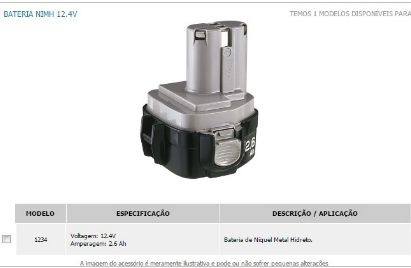 BATERIA NIMH 12.4V
TEMOS 1 MODELOS DISPONÍVEIS PARA
2.6
MODELO ESPECIFICAÇÃO DESCRIÇÃO / APLICAÇÃO
1234
Voltagem: 12.4V
Amperagem: 2.6 Ah
Bateria de Níquel Metal Hidreto.
A imagem do acessório é meramente ilustrativa e pode ou não sofrer pequenas alterações